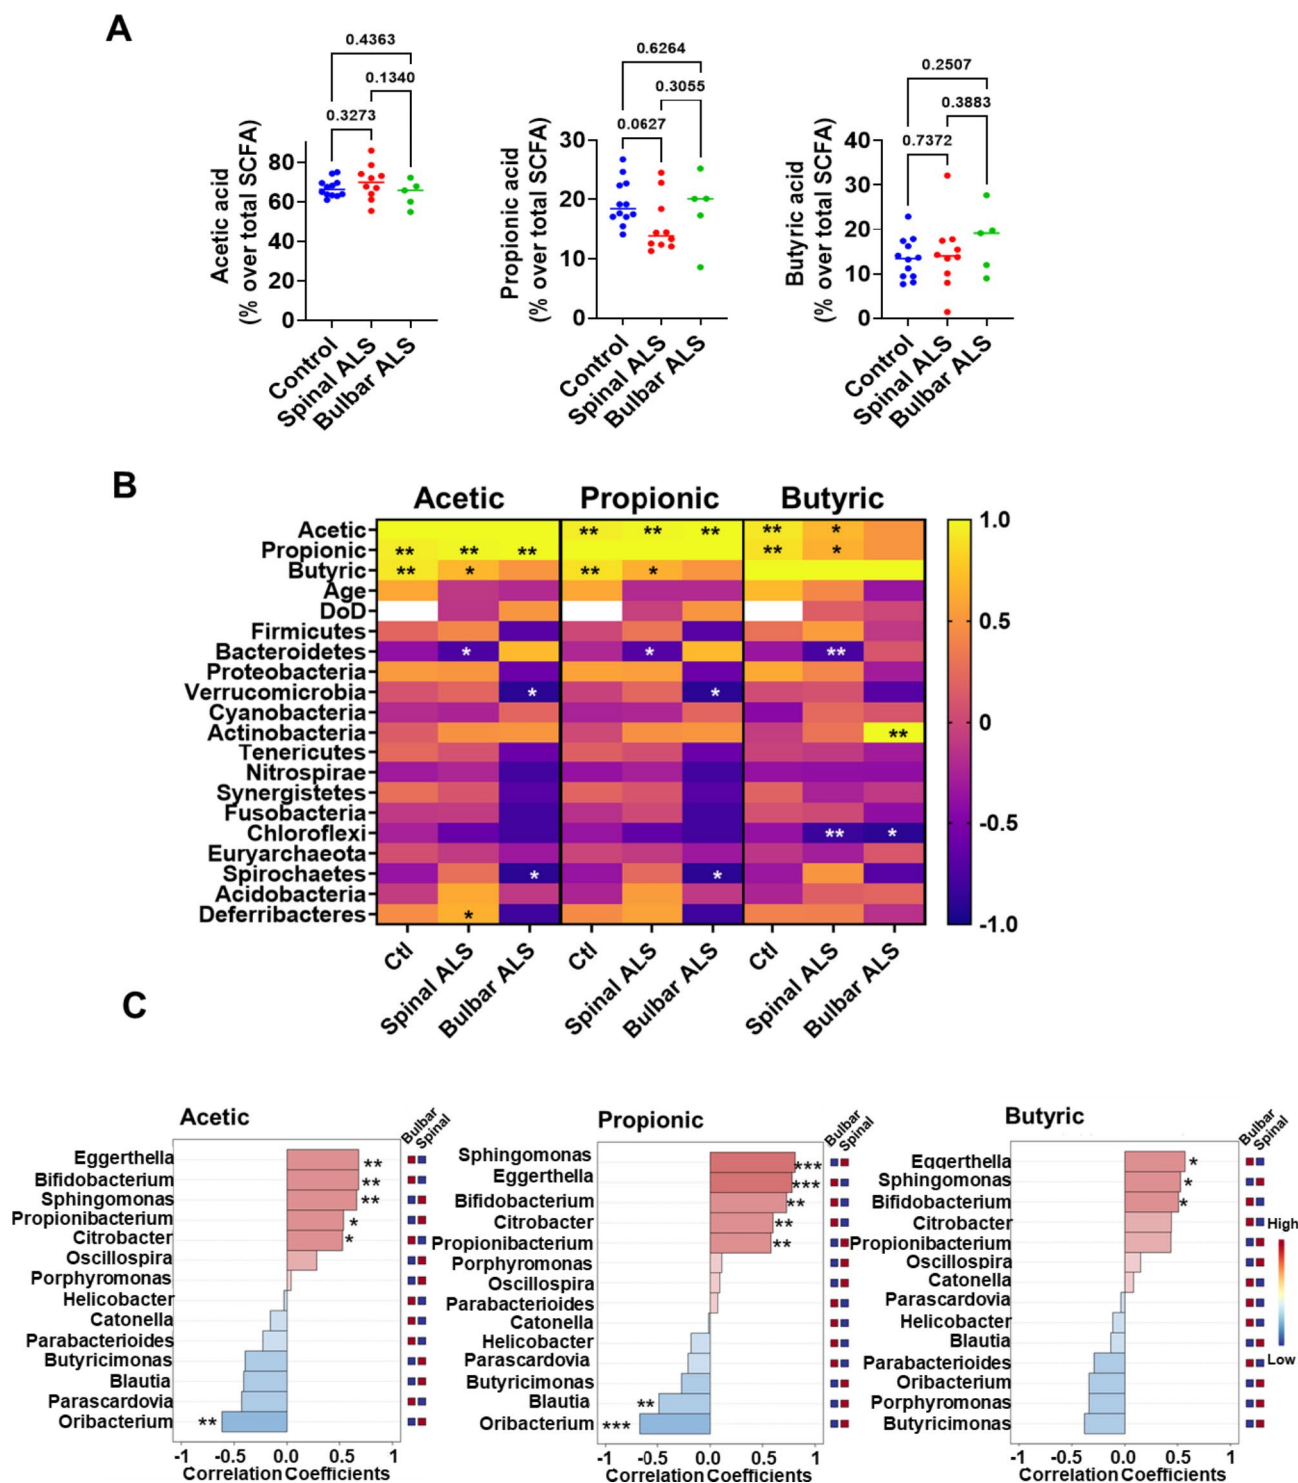 A
0.4363
0.1340
0.3273
Acetic acid
(% over total SCFA)
80
60
40
20
0
Control
Spinal ALS
Bulbar ALS
0.6264
0.3055
0.0627
Propionic acid
(% over total SCFA)
30
20
10
0
Control
Spinal ALS
Bulbar ALS
0.2507
0.3883
0.7372
Butyric acid
(% over total SCFA)
40
30
20
10
0
Control
Spinal ALS
Bulbar ALS
B
Acetic Propionic Butyric
Acetic ** ** ** ** *
Propionic ** ** ** ** *
Butyric ** * ** *
Age
DoD
Firmicutes
Bacteroidetes * * **
Proteobacteria
Verrucomicrobia * *
Cyanobacteria
Actinobacteria **
Tenericutes
Nitrospirae
Synergistetes
Fusobacteria
Chloroflexi ** *
Euryarchaeota
Spirochaetes * *
Acidobacteria
Deferribacteres *
1.0
0.5
0
-0.5
-1.0
Ctl
Spinal ALS
Bulbar ALS
Ctl
Spinal ALS
Bulbar ALS
Ctl
Spinal ALS
Bulbar ALS
C
Acetic
Bulbar
Spinal
Eggerthella **
Bifidobacterium **
Sphingomonas **
Propionibacterium *
Citrobacter *
Oscillospira
Porphyromonas
Helicobacter
Catonella
Parabacterioides
Butyricimonas
Blautia
Parascardovia
Oribacterium **
-1 -0.5 0.0 0.5 1
Correlation Coefficients
Propionic
Bulbar
Spinal
Sphingomonas ***
Eggerthella ***
Bifidobacterium **
Citrobacter **
Propionibacterium **
Porphyromonas
Oscillospira
Parabacterioides
Catonella
Helicobacter
Parascardovia
Butyricimonas
Blautia **
Oribacterium ***
-1 -0.5 0.0 0.5 1
Correlation Coefficients
Butyric
Bulbar
Spinal
Eggerthella *
Sphingomonas *
Bifidobacterium *
Citrobacter
Propionibacterium
Oscillospira
Catonella
Parascardovia
Helicobacter
Blautia
Parabacterioides
Oribacterium
Porphyromonas
Butyricimonas
-1 -0.5 0.0 0.5 1
Correlation Coefficients
High
Low